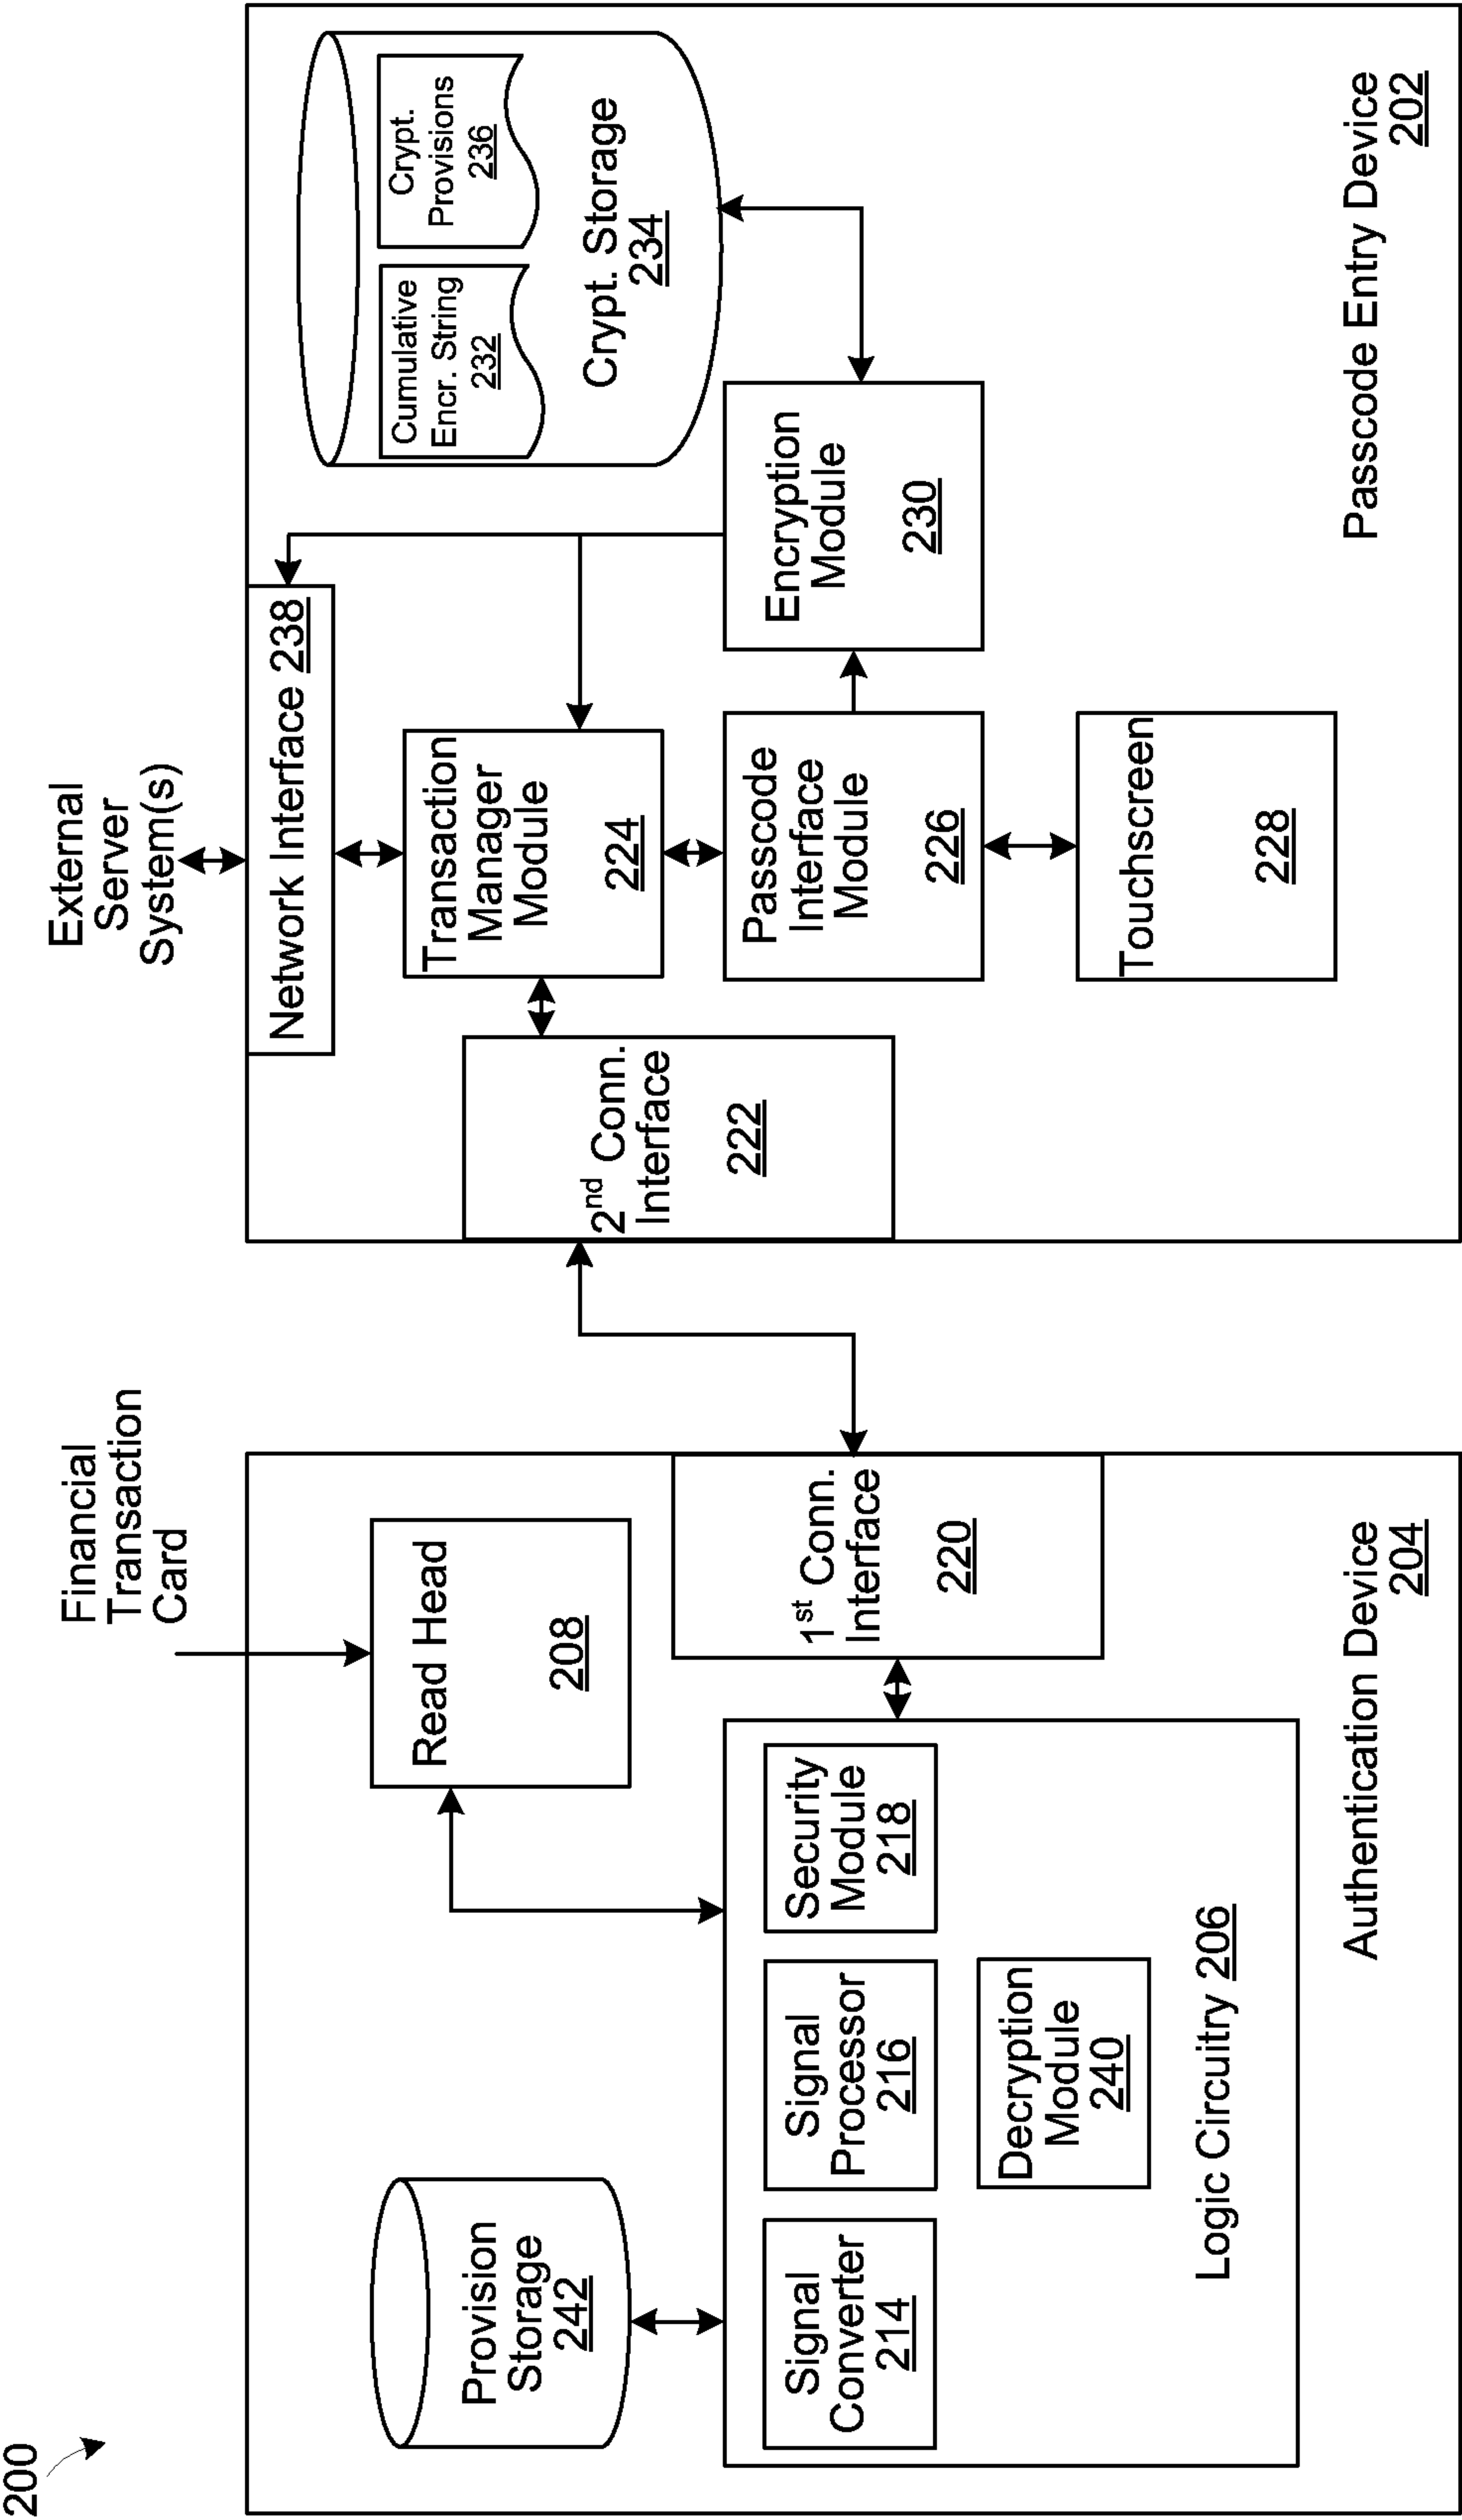 200
Financial
Transaction
Card
External
Server
System(s)
Provision
Storage
242
Read Head
208
Signal
Converter
214
Signal
Processor
216
Security
Module
218
Decryption
Module
240
Logic Circuitry 206
1st Conn.
Interface
220
Authentication Device
204
Network Interface 238
2nd Conn.
Interface
222
Transaction
Manager
Module
224
Passcode
Interface
Module
226
Touchscreen
228
Encryption
Module
230
Cumulative
Encr. String
232
Crypt.
Provisions
236
Crypt. Storage
234
Passcode Entry Device
202